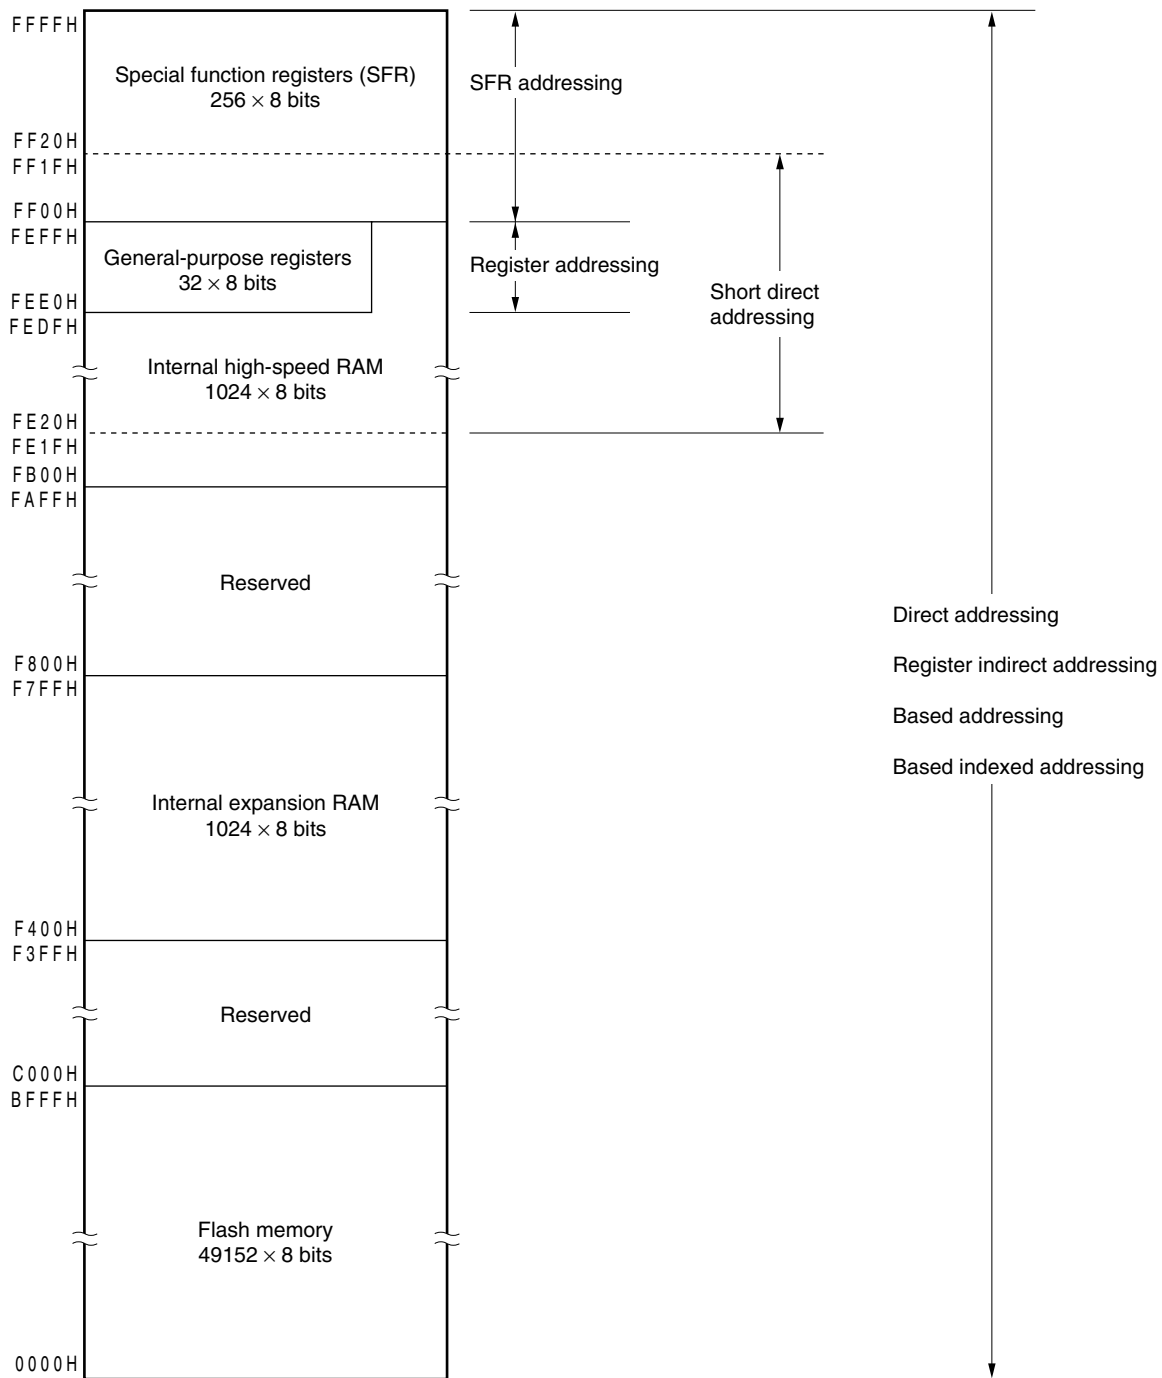 FFFFH
Special function registers (SFR)
256 × 8 bits
SFR addressing
FF20H
FF1FH
FF00H
FEFFH
General-purpose registers
32 × 8 bits
Register addressing
Short direct
addressing
FEE0H
FEDFH
Internal high-speed RAM
1024 × 8 bits
FE20H
FE1FH
FB00H
FAFFH
Reserved
Direct addressing
Register indirect addressing
Based addressing
Based indexed addressing
F800H
F7FFH
Internal expansion RAM
1024 × 8 bits
F400H
F3FFH
Reserved
C000H
BFFFH
Flash memory
49152 × 8 bits
0000H